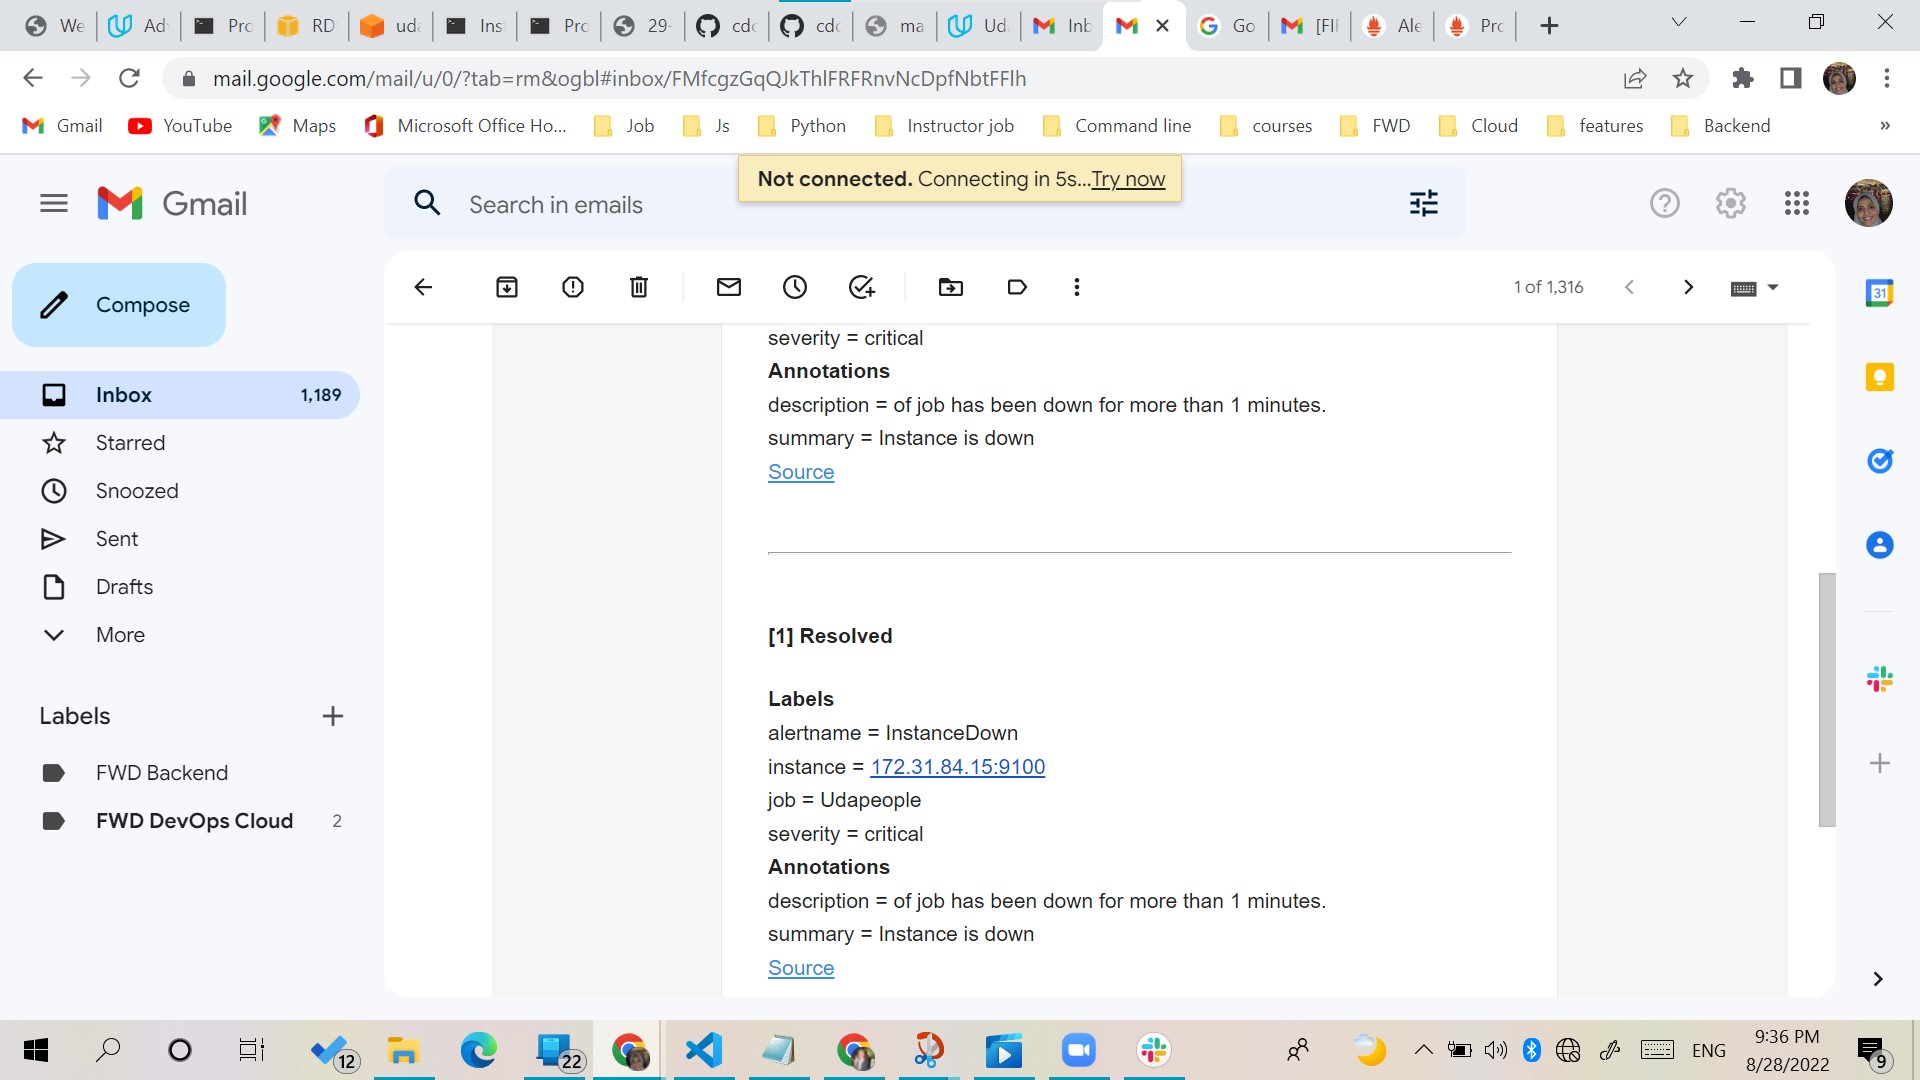 We
Ad
Pro
RD
uda
Ins
Pro
29-
cdc
cdc
ma
Ud
Inb
Go
[FI
Ale
Prc
mail.google.com/mail/u/0/?tab=rm&ogbl#inbox/FMfcgzGqQJkThlFRFRnvNcDpfNbtFFlh
Gmail
YouTube
Maps
Microsoft Office Ho...
Job
Js
Python
Instructor job
Command line
courses
FWD
Cloud
features
Backend
»
Not connected. Connecting in 5s...Try now
Gmail
Search in emails
Compose
1 of 1,316
31
Inbox 1,189
Starred
Snoozed
Sent
Drafts
More
Labels
FWD Backend
FWD DevOps Cloud 2
severity = critical
Annotations
description = of job has been down for more than 1 minutes.
summary = Instance is down
Source
[1] Resolved
Labels
alertname = InstanceDown
instance = 172.31.84.15:9100
job = Udapeople
severity = critical
Annotations
description = of job has been down for more than 1 minutes.
summary = Instance is down
Source
12
22
ENG
9:36 PM
8/28/2022
9